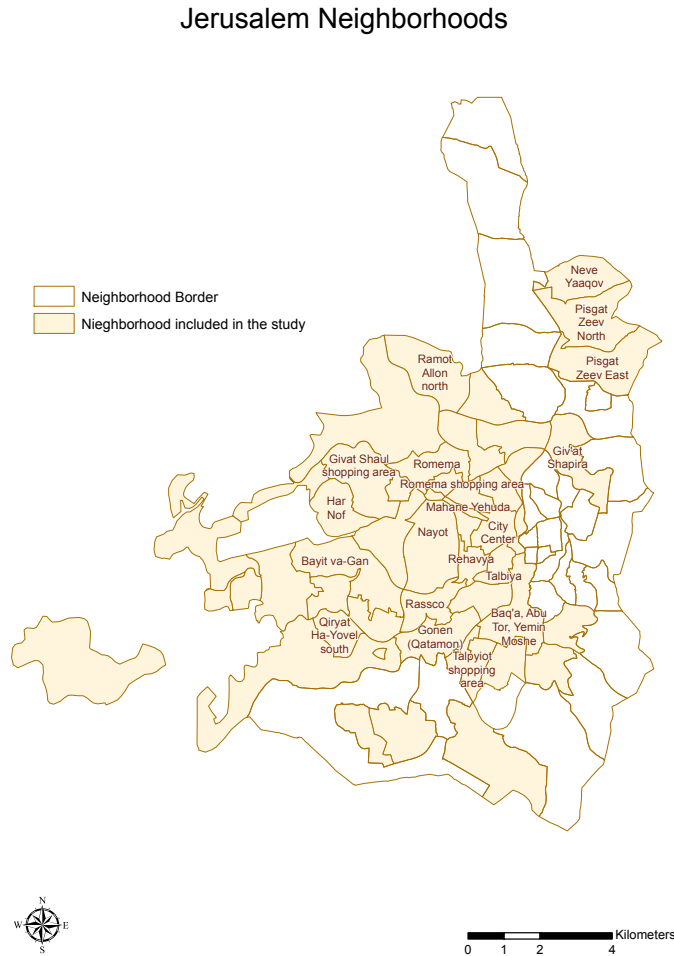 Jerusalem Neighborhoods
Neighborhood Border
Nieghborhood included in the study
Neve
Yaaqov
Pisgat
Zeev
North
Pisgat
Zeev East
Ramot
Allon
north
Giv'at
Shapira
Givat Shaul
shopping area
Romema
Romema shopping area
Har
Nof
Mahane Yehuda
City
Center
Nayot
Bayit va-Gan
Rehavya
Talbiya
Rassco
Baq'a, Abu
Tor, Yemin
Moshe
Qiryat
Ha-Yovel
south
Gonen
(Qatamon)
Talpyiot
shopping
area
N
W E
S
Kilometers
0 1 2 4